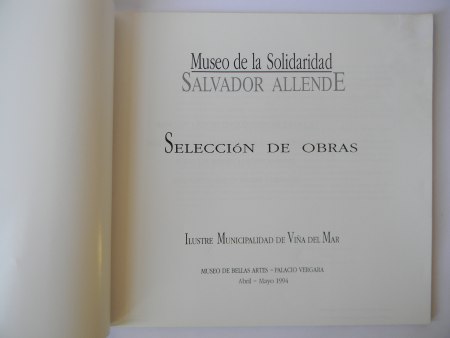 Museo de la Solidaridad
SALVADOR ALLENDE
SELECCIÓN DE OBRAS
ILUSTRE MUNICIPALIDAD DE VIÑA DEL MAR
MUSEO DE BELLAS ARTES - PALACIO VERGARA
Abril - Mayo 1994